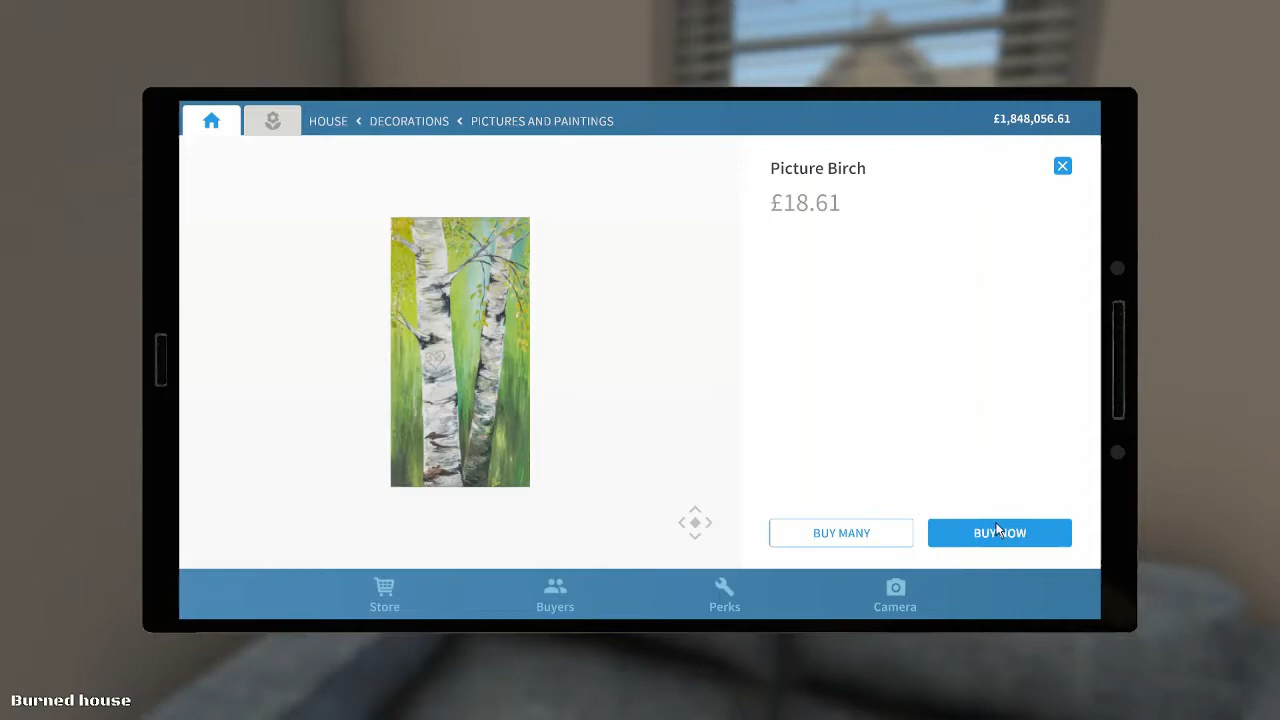 HOUSE < DECORATIONS < PICTURES AND PAINTINGS
£1,848,056.61
Picture Birch
£18.61
BUY MANY
BUY NOW
Store
Buyers
Perks
Camera
Burned house